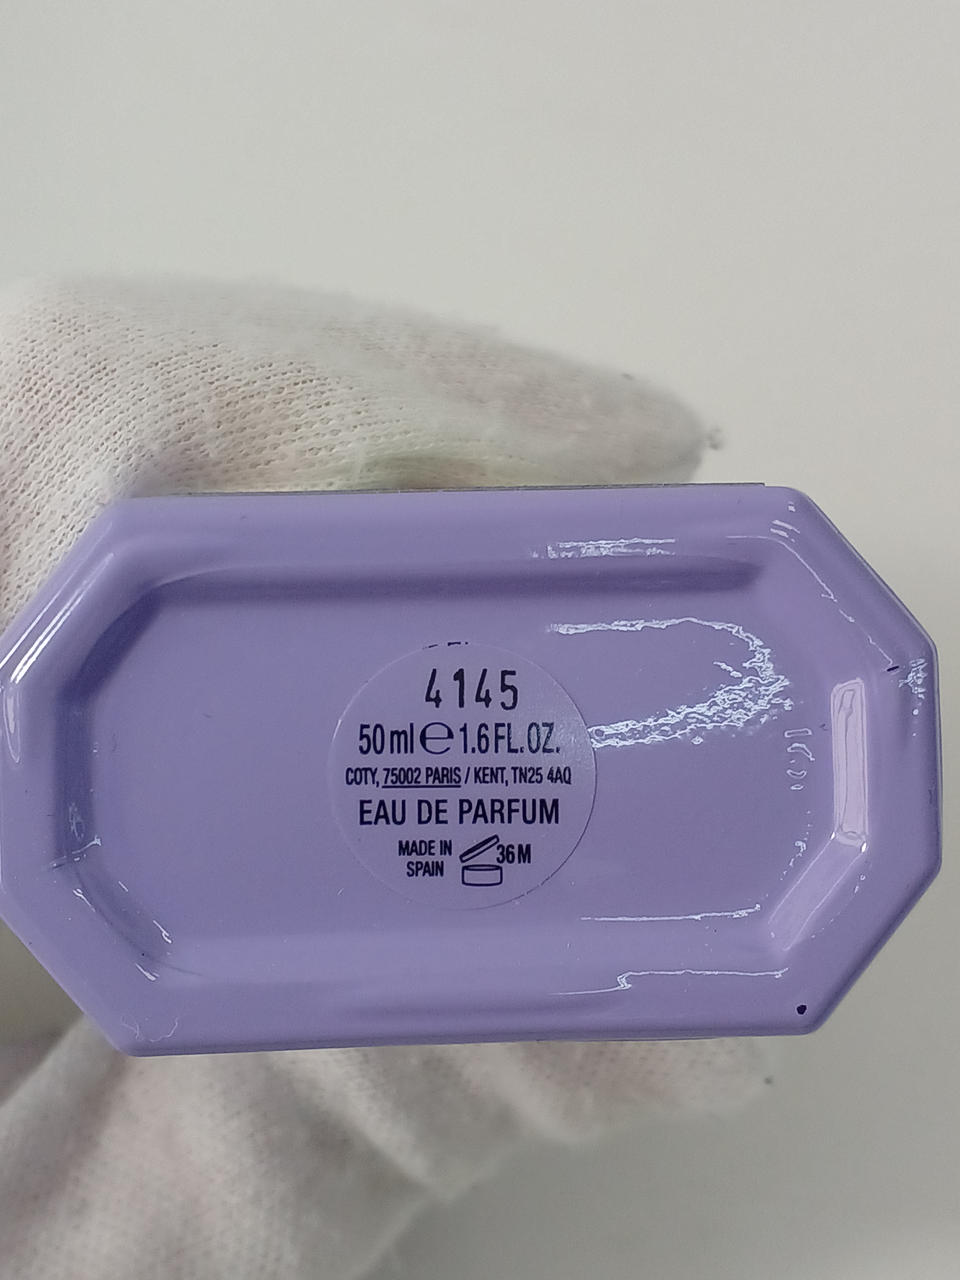 4145
50 ml ℮ 1.6 FL. OZ.
COTY, 75002 PARIS / KENT, TN25 4AQ
EAU DE PARFUM
MADE IN
SPAIN
36 M